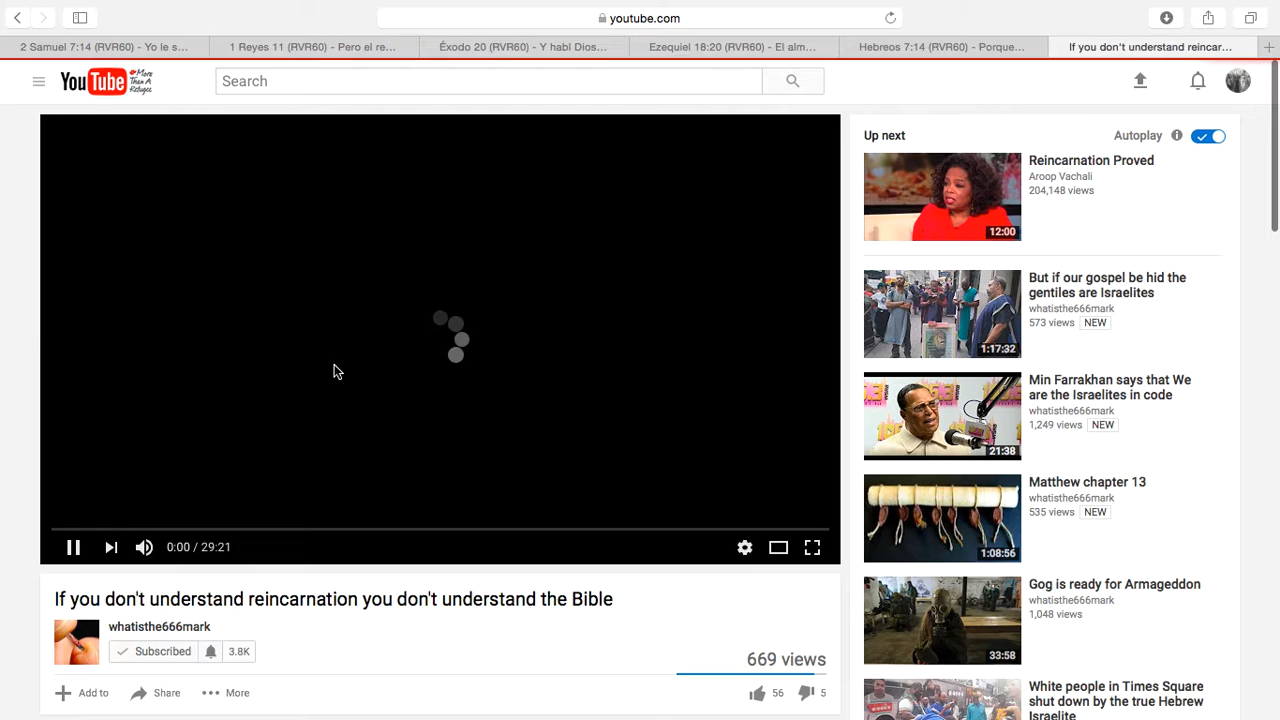 youtube.com
2 Samuel 7:14 (RVR60) - Yo le s...
1 Reyes 11 (RVR60) - Pero el re...
Éxodo 20 (RVR60) - Y habl Dios...
Ezequiel 18:20 (RVR60) - El alm...
Hebreos 7:14 (RVR60) - Porque...
If you don't understand reincar...
YouTube
More Than A Refugee
Search
Up next
Autoplay
Reincarnation Proved
Aroop Vachali
204,148 views
12:00
But if our gospel be hid the
gentiles are Israelites
whatisthe666mark
573 views NEW
1:17:32
Min Farrakhan says that We
are the Israelites in code
whatisthe666mark
1,249 views NEW
21:38
Matthew chapter 13
whatisthe666mark
535 views NEW
1:08:56
Gog is ready for Armageddon
whatisthe666mark
1,048 views
33:58
White people in Times Square
shut down by the true Hebrew
Israelite
0:00 / 29:21
If you don't understand reincarnation you don't understand the Bible
whatisthe666mark
Subscribed 3.8K
669 views
Add to Share More 56 5